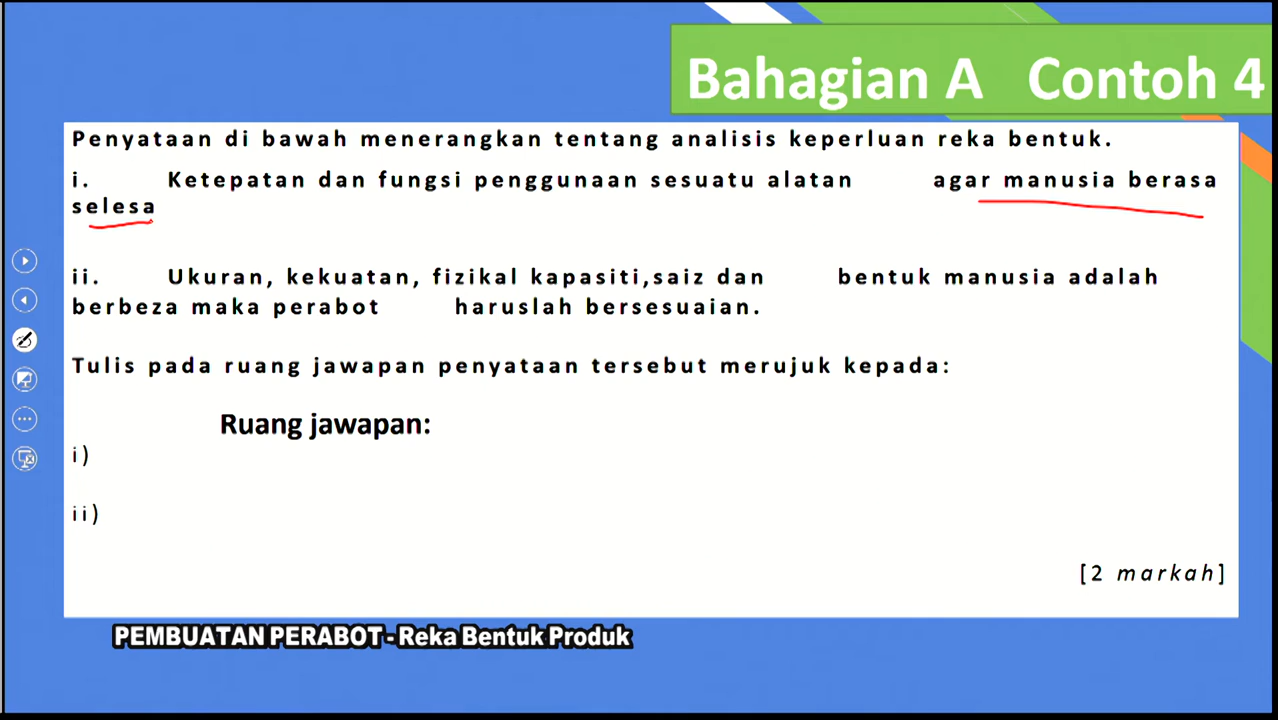 Bahagian A Contoh 4
Penyataan di bawah menerangkan tentang analisis keperluan reka bentuk.
i. Ketepatan dan fungsi penggunaan sesuatu alatan agar manusia berasa
selesa
ii. Ukuran, kekuatan, fizikal kapasiti,saiz dan bentuk manusia adalah
berbeza maka perabot haruslah bersesuaian.
Tulis pada ruang jawapan penyataan tersebut merujuk kepada:
Ruang jawapan:
i)
ii)
[2 markah]
PEMBUATAN PERABOT - Reka Bentuk Produk